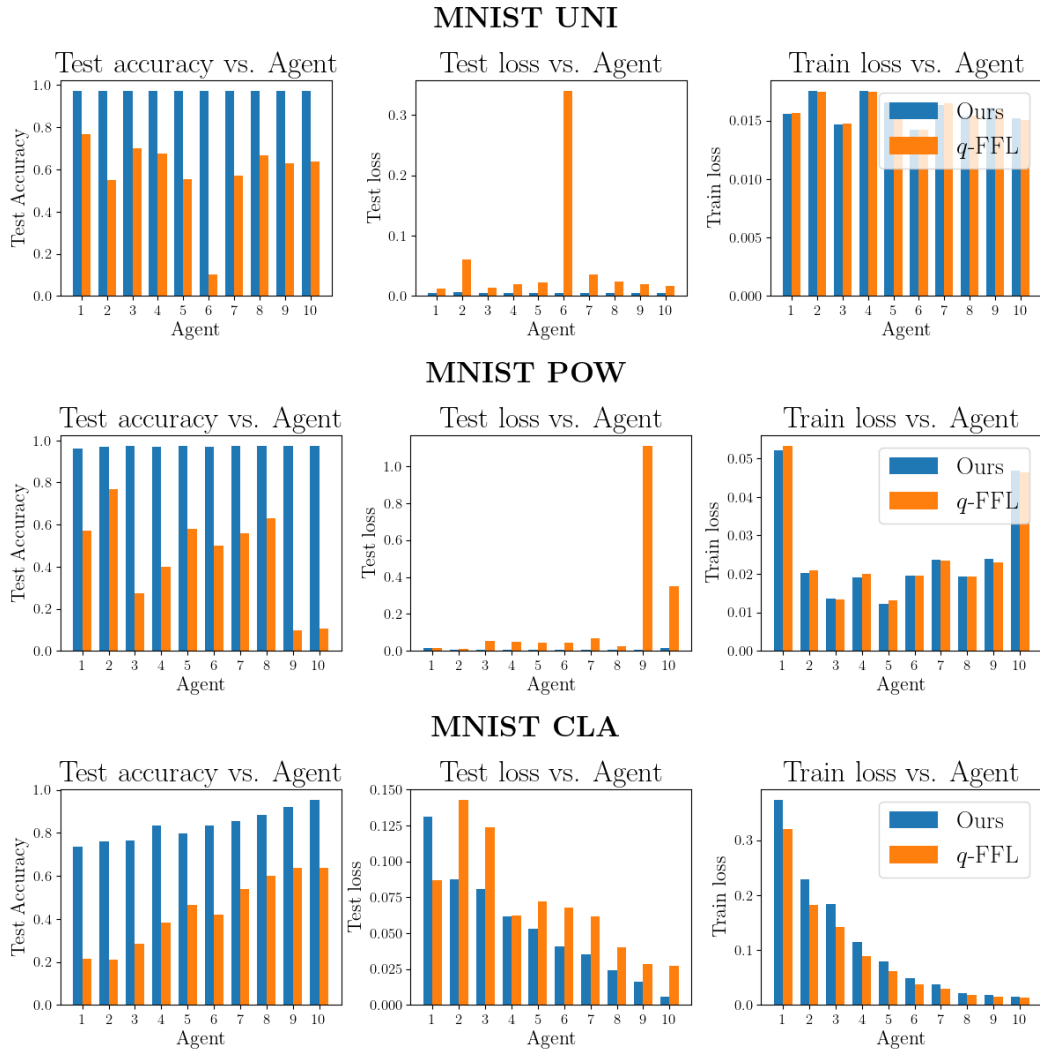 MNIST UNI
Test accuracy vs. Agent
1.0
0.8
0.6
0.4
0.2
0.0
Test Accuracy
1 2 3 4 5 6 7 8 9 10
Agent
Test loss vs. Agent
0.3
0.2
0.1
0.0
Test loss
1 2 3 4 5 6 7 8 9 10
Agent
Train loss vs. Agent
Ours
q-FFL
0.015
0.010
0.005
0.000
Train loss
1 2 3 4 5 6 7 8 9 10
Agent
MNIST POW
Test accuracy vs. Agent
1.0
0.8
0.6
0.4
0.2
0.0
Test Accuracy
1 2 3 4 5 6 7 8 9 10
Agent
Test loss vs. Agent
1.0
0.8
0.6
0.4
0.2
0.0
Test loss
1 2 3 4 5 6 7 8 9 10
Agent
Train loss vs. Agent
Ours
q-FFL
0.05
0.04
0.03
0.02
0.01
0.00
Train loss
1 2 3 4 5 6 7 8 9 10
Agent
MNIST CLA
Test accuracy vs. Agent
1.0
0.8
0.6
0.4
0.2
0.0
Test Accuracy
1 2 3 4 5 6 7 8 9 10
Agent
Test loss vs. Agent
0.150
0.125
0.100
0.075
0.050
0.025
0.000
Test loss
1 2 3 4 5 6 7 8 9 10
Agent
Train loss vs. Agent
Ours
q-FFL
0.3
0.2
0.1
0.0
Train loss
1 2 3 4 5 6 7 8 9 10
Agent